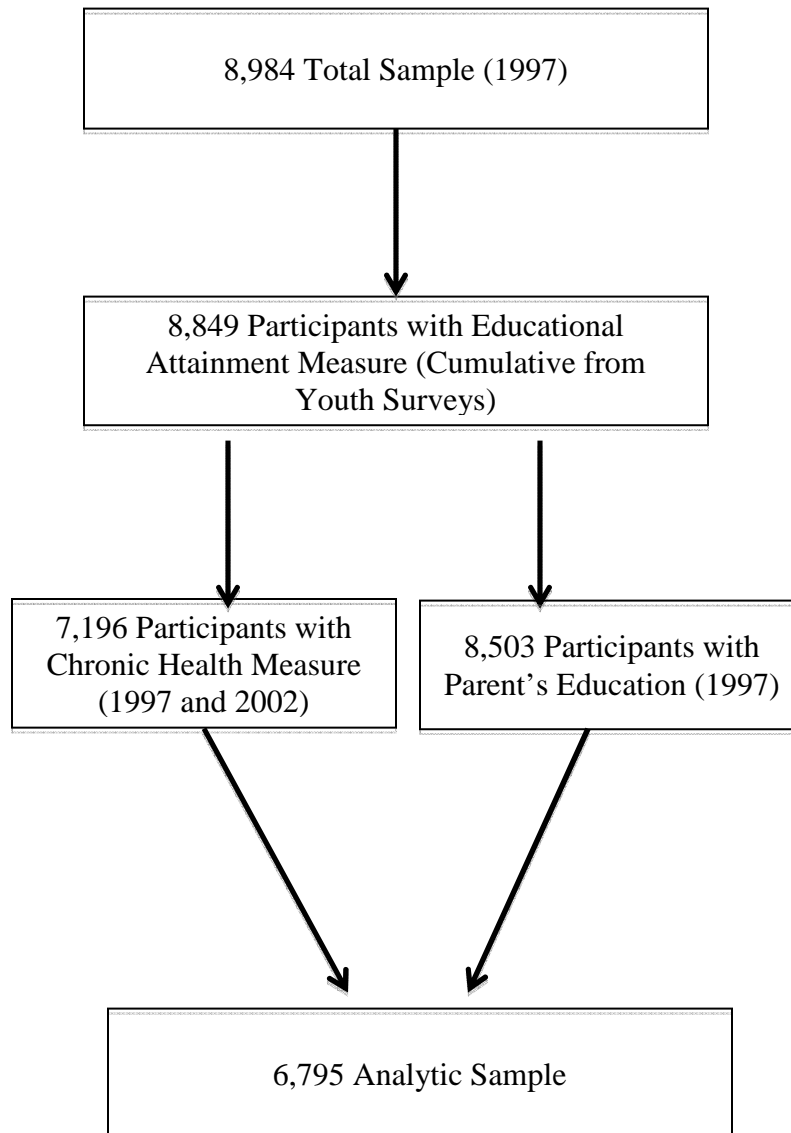 8,984 Total Sample (1997)
8,849 Participants with Educational
Attainment Measure (Cumulative from
Youth Surveys)
7,196 Participants with
Chronic Health Measure
(1997 and 2002)
8,503 Participants with
Parent’s Education (1997)
6,795 Analytic Sample